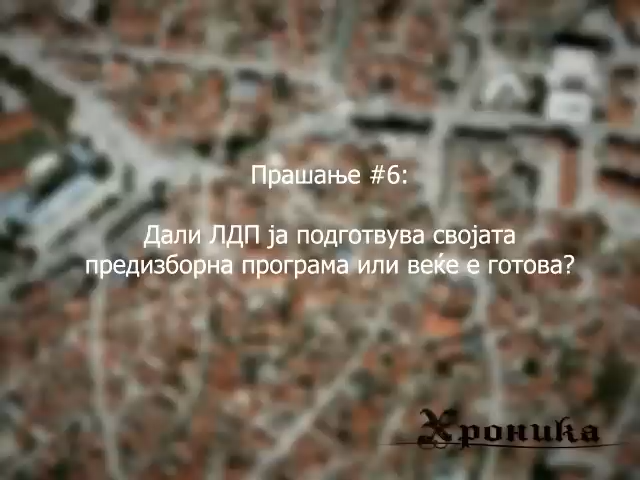 Прашање #6:
Дали ЛДП ја подготвува својата
предизборна програма или веќе е готова?
Хроника